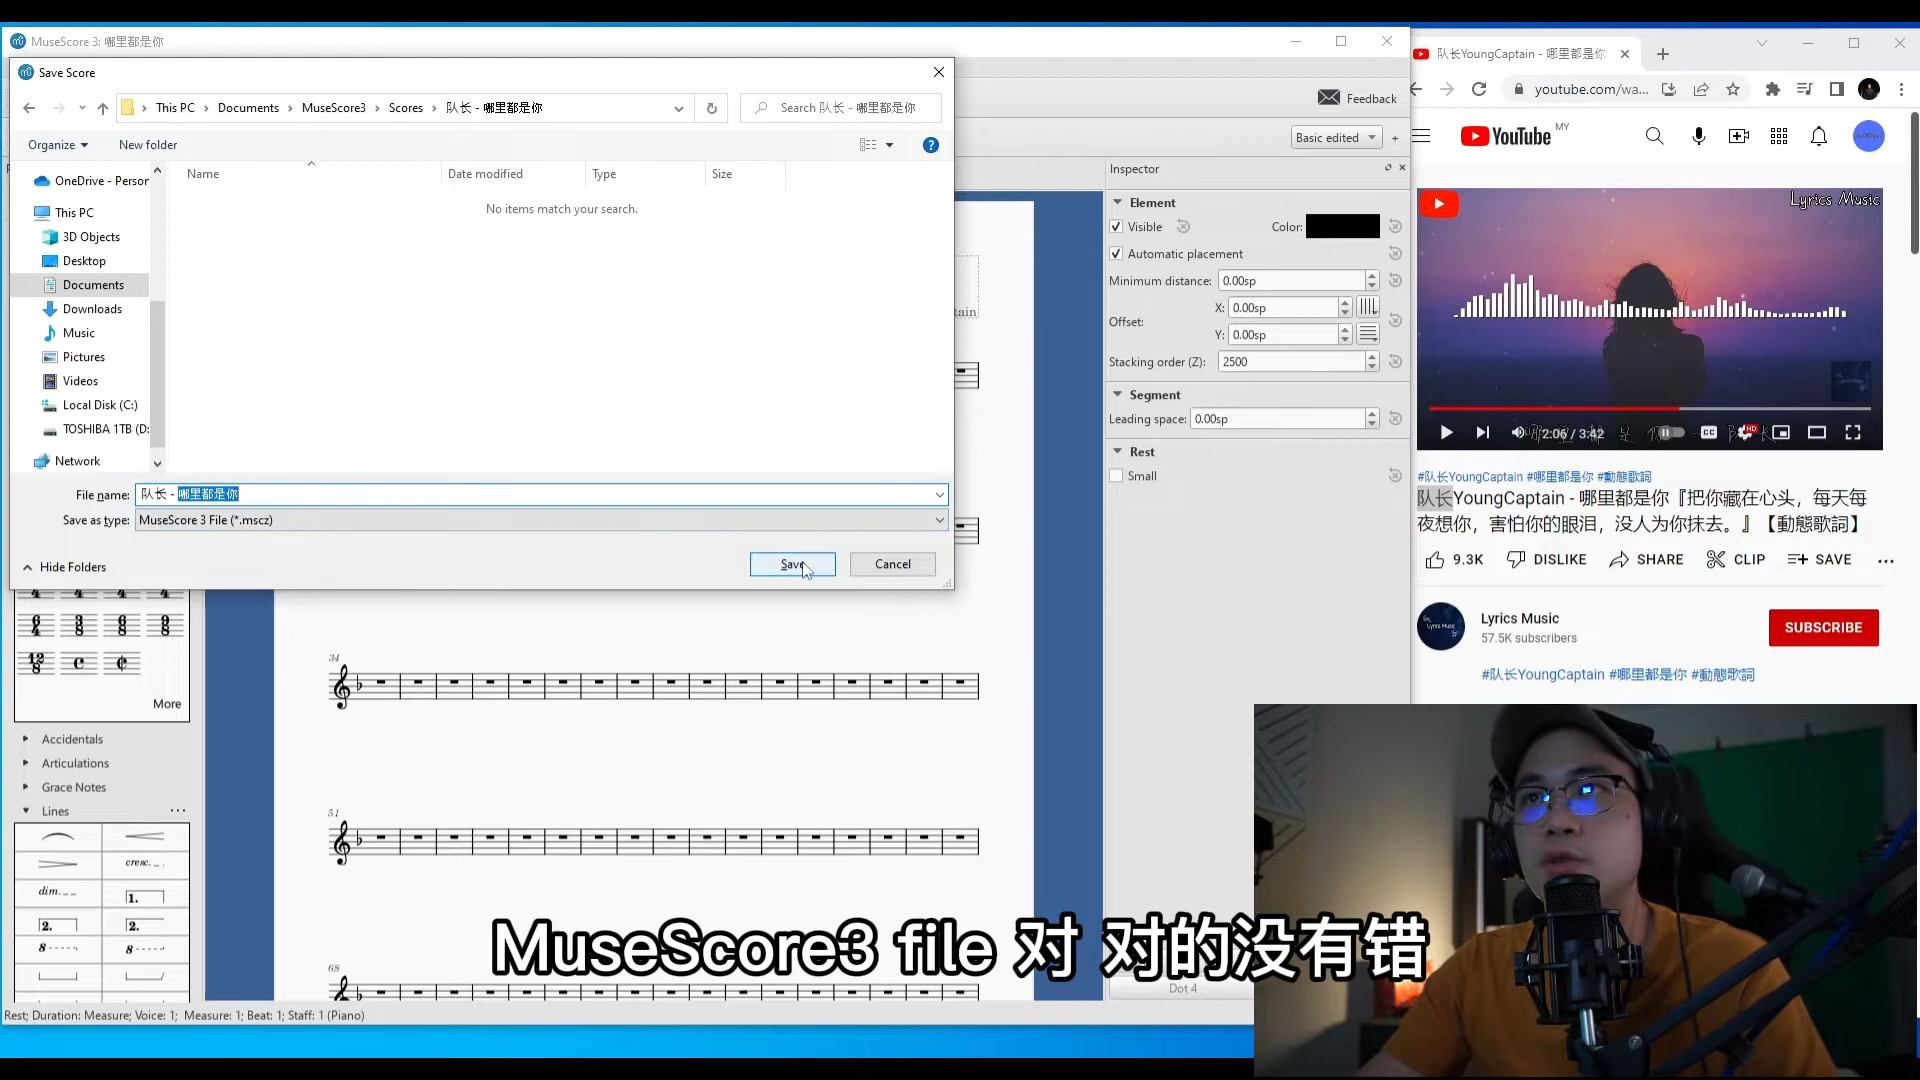 MuseScore 3: 哪里都是你
Save Score
This PC > Documents > MuseScore3 > Scores > 队长 - 哪里都是你
Search 队长 - 哪里都是你
Organize
New folder
Name
Date modified
Type
Size
No items match your search.
OneDrive - Person
This PC
3D Objects
Desktop
Documents
Downloads
Music
Pictures
Videos
Local Disk (C:)
TOSHIBA 1TB (D:
Network
File name:
队长 - 哪里都是你
Save as type:
MuseScore 3 File (*.mscz)
Hide Folders
Save
Cancel
Feedback
Basic edited
Inspector
Element
Visible
Color:
Automatic placement
Minimum distance:
0.00sp
Offset:
X:
0.00sp
Y:
0.00sp
Stacking order (Z):
2500
Segment
Leading space:
0.00sp
Rest
Small
tain
More
Accidentals
Articulations
Grace Notes
Lines
cresc.
dim.
1.
2.
2.
8
8
34
51
68
Dot 4
Rest; Duration: Measure; Voice: 1; Measure: 1; Beat: 1; Staff: 1 (Piano)
队长YoungCaptain - 哪里都是你
youtube.com/wa...
YouTube
MY
Lyrics Music
2:06 / 3:42
CC
HD
#队长YoungCaptain #哪里都是你 #動態歌詞
队长YoungCaptain - 哪里都是你『把你藏在心头，每天每
夜想你，害怕你的眼泪，没人为你抹去。』【動態歌詞】
9.3K
DISLIKE
SHARE
CLIP
SAVE
Lyrics Music
57.5K subscribers
SUBSCRIBE
#队长YoungCaptain #哪里都是你 #動態歌詞
MuseScore3 file 对 对的没有错